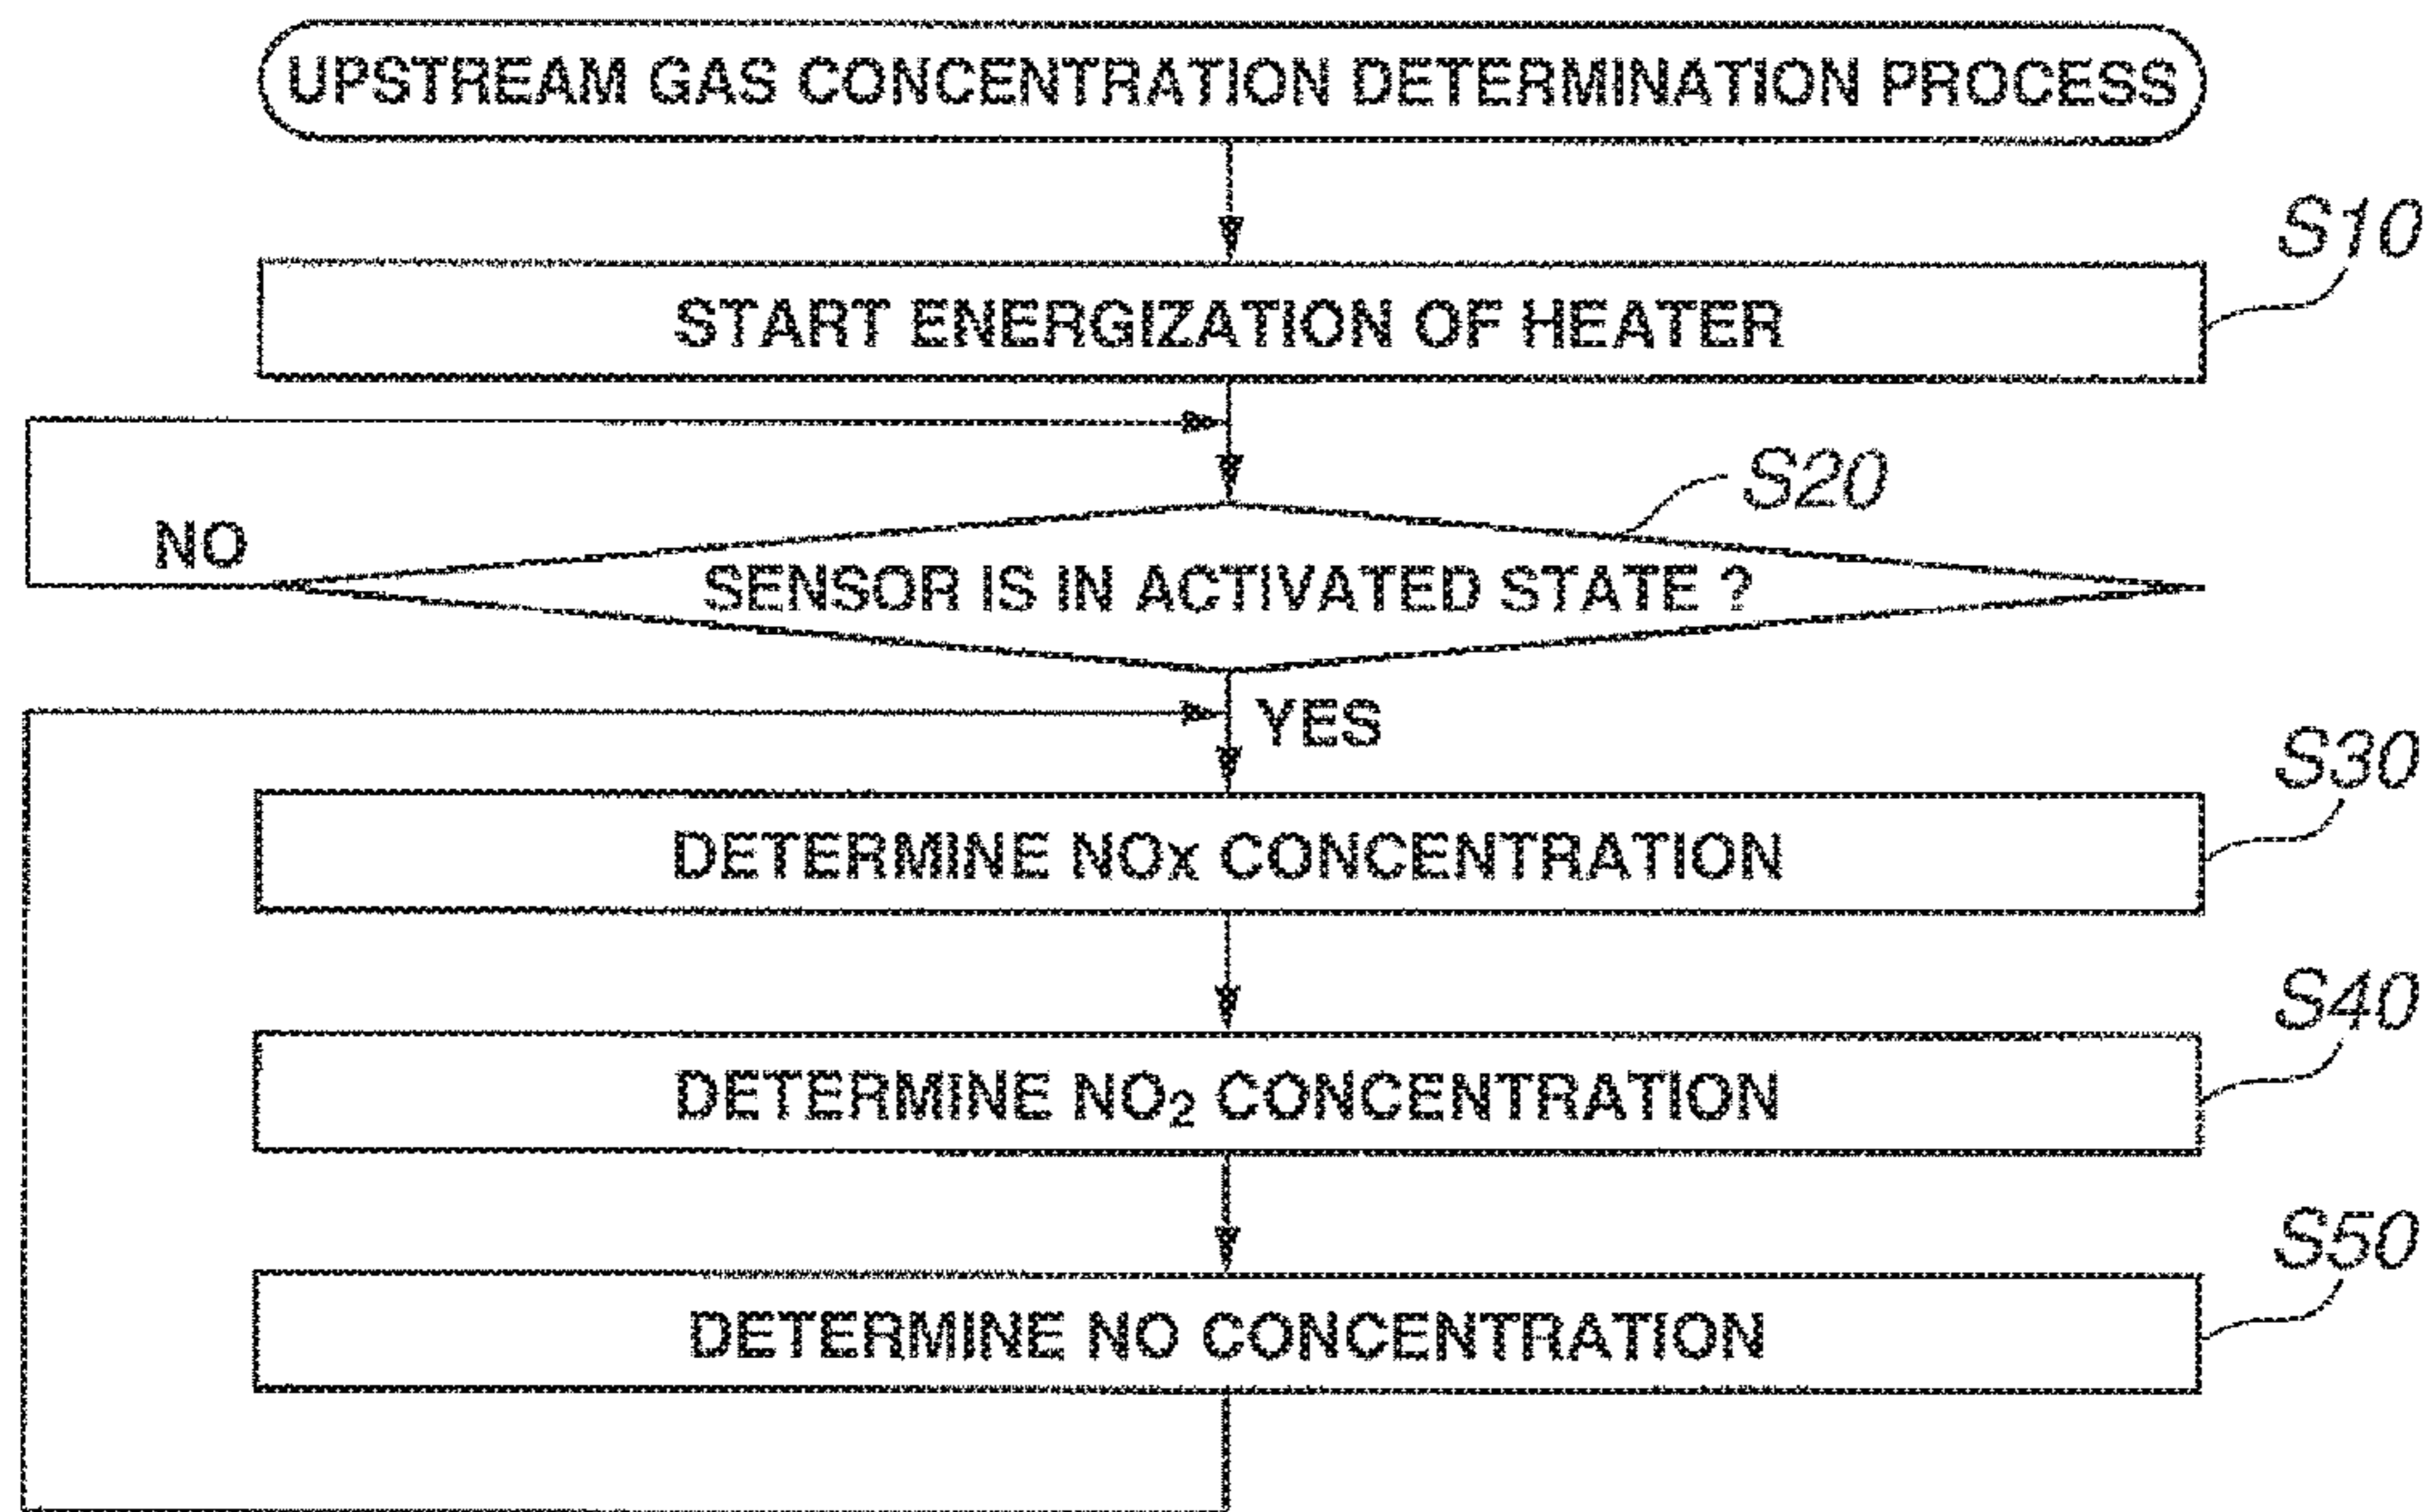 UPSTREAM GAS CONCENTRATION DETERMINATION PROCESS
S10
START ENERGIZATION OF HEATER
S20
NO
SENSOR IS IN ACTIVATED STATE ?
YES
S30
DETERMINE NOx CONCENTRATION
S40
DETERMINE NO₂ CONCENTRATION
S50
DETERMINE NO CONCENTRATION